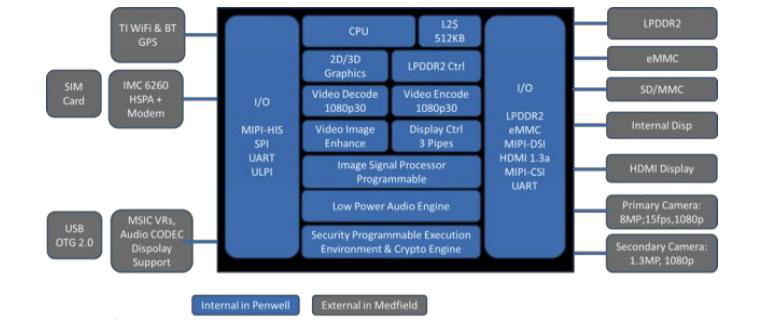 TI WiFi & BT
GPS
SIM
Card
IMC 6260
HSPA +
Modem
USB
OTG 2.0
MSIC VRs,
Audio CODEC
Dispolay
Support
I/O
MIPI-HIS
SPI
UART
ULPI
CPU
L2$
512KB
2D/3D
Graphics
LPDDR2 Ctrl
Video Decode
1080p30
Video Encode
1080p30
Video Image
Enhance
Display Ctrl
3 Pipes
Image Signal Processor
Programmable
Low Power Audio Engine
Security Programmable Execution
Environment & Crypto Engine
I/O
LPDDR2
eMMC
MIPI-DSI
HDMI 1.3a
MIPI-CSI
UART
LPDDR2
eMMC
SD/MMC
Internal Disp
HDMI Display
Primary Camera:
8MP;15fps,1080p
Secondary Camera:
1.3MP, 1080p
Internal in Penwell
External in Medfield